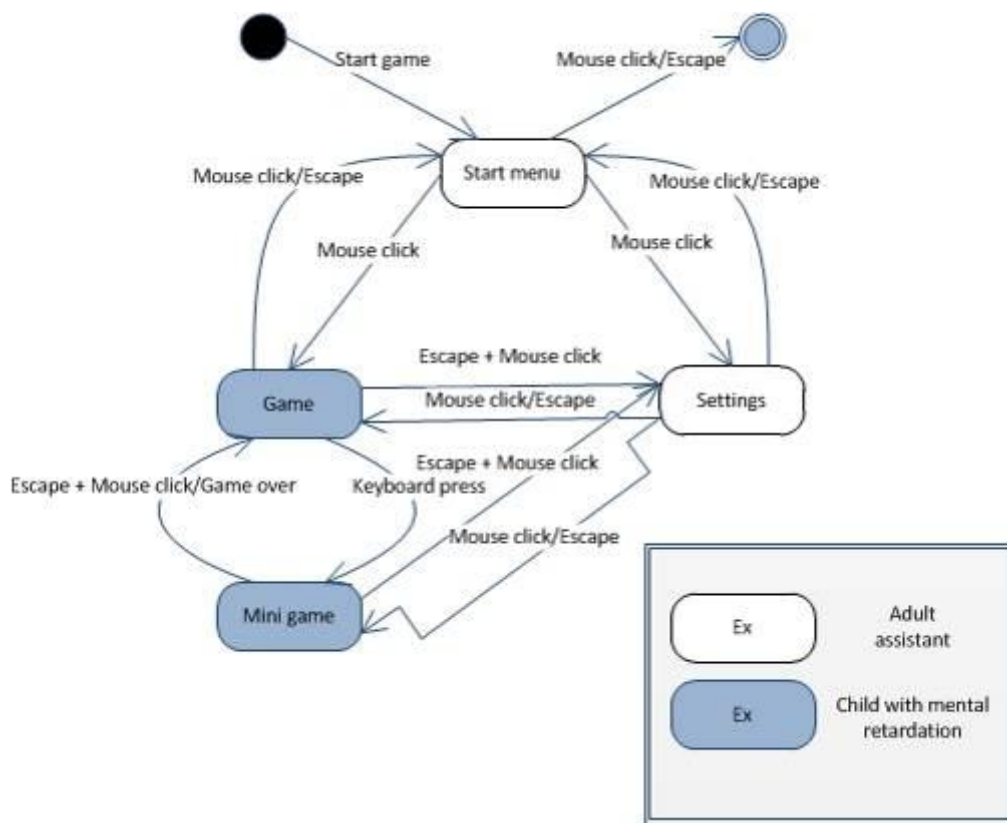 Start game
Mouse click/Escape
Mouse click/Escape
Start menu
Mouse click/Escape
Mouse click
Mouse click
Escape + Mouse click
Game
Mouse click/Escape
Settings
Escape + Mouse click
Escape + Mouse click/Game over
Keyboard press
Mouse click/Escape
Mini game
Ex
Adult
assistant
Ex
Child with mental
retardation